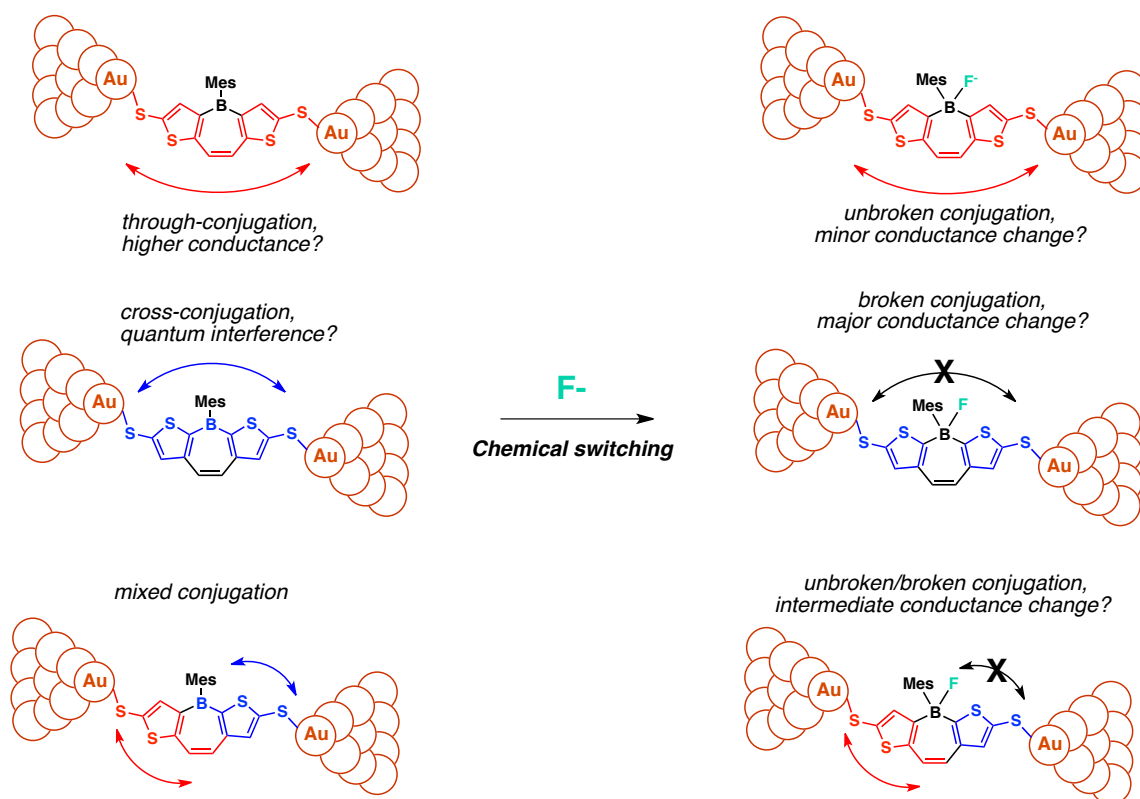 Mes
Au
S
B
S
Au
S
S
through-conjugation,
higher conductance?
Mes
F-
Au
S
B
S
Au
S
S
unbroken conjugation,
minor conductance change?
cross-conjugation,
quantum interference?
Mes
Au
S
S
B
S
S
Au
F-
Chemical switching
broken conjugation,
major conductance change?
X
Mes
F
Au
S
S
B
S
S
Au
mixed conjugation
Mes
Au
S
B
S
S
S
Au
unbroken/broken conjugation,
intermediate conductance change?
X
Mes
F
Au
S
B
S
S
S
Au